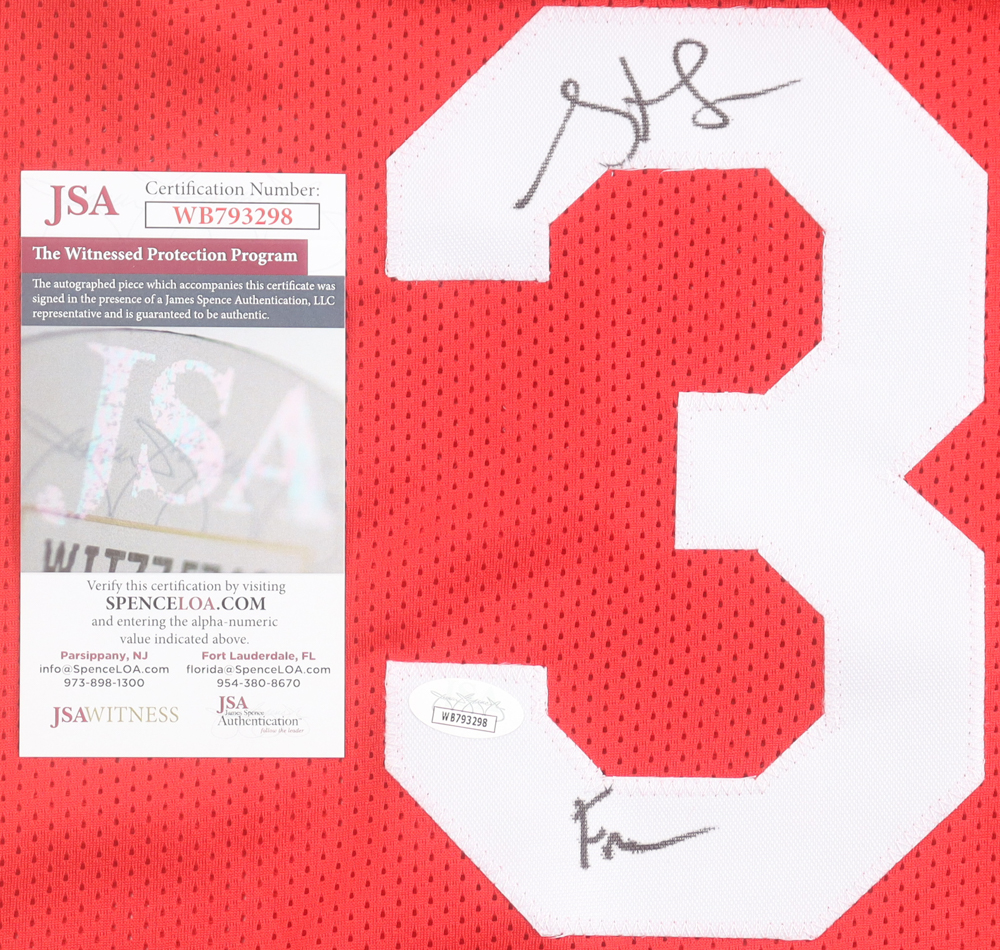 JSA
Certification Number:
WB793298
The Witnessed Protection Program
The autographed piece which accompanies this certificate was
signed in the presence of a James Spence Authentication, LLC
representative and is guaranteed to be authentic.
JSA
Verify this certification by visiting
SPENCELOA.COM
and entering the alpha-numeric
value indicated above.
Parsippany, NJ
info@SpenceLOA.com
973-898-1300
Fort Lauderdale, FL
florida@SpenceLOA.com
954-380-8670
JSAWITNESS
JSA
James Spence
Authentication
follow the leader
3
WB793298